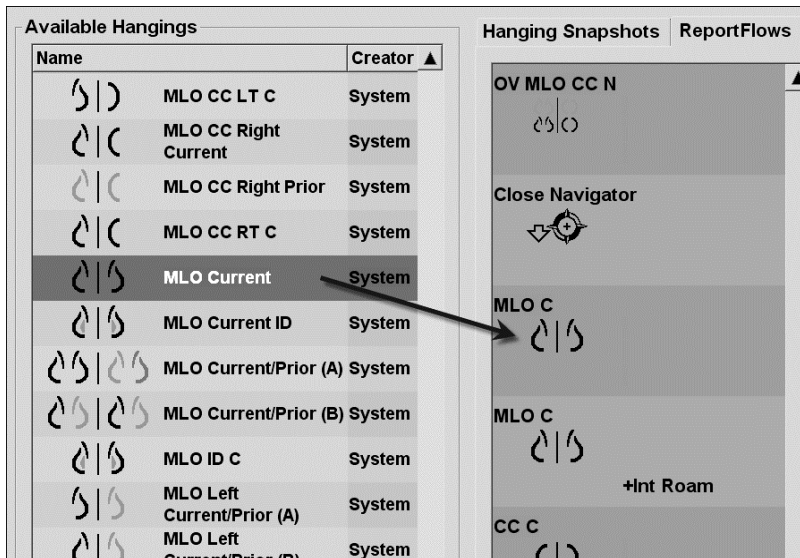 Available Hangings
Hanging Snapshots
ReportFlows
Name
Creator
MLO CC LT C
System
MLO CC Right
Current
System
MLO CC Right Prior
System
MLO CC RT C
System
MLO Current
System
MLO Current ID
System
MLO Current/Prior (A)
System
MLO Current/Prior (B)
System
MLO ID C
System
MLO Left
Current/Prior (A)
System
MLO Left
Current/Prior (B)
System
OV MLO CC N
Close Navigator
MLO C
MLO C
+Int Roam
CC C